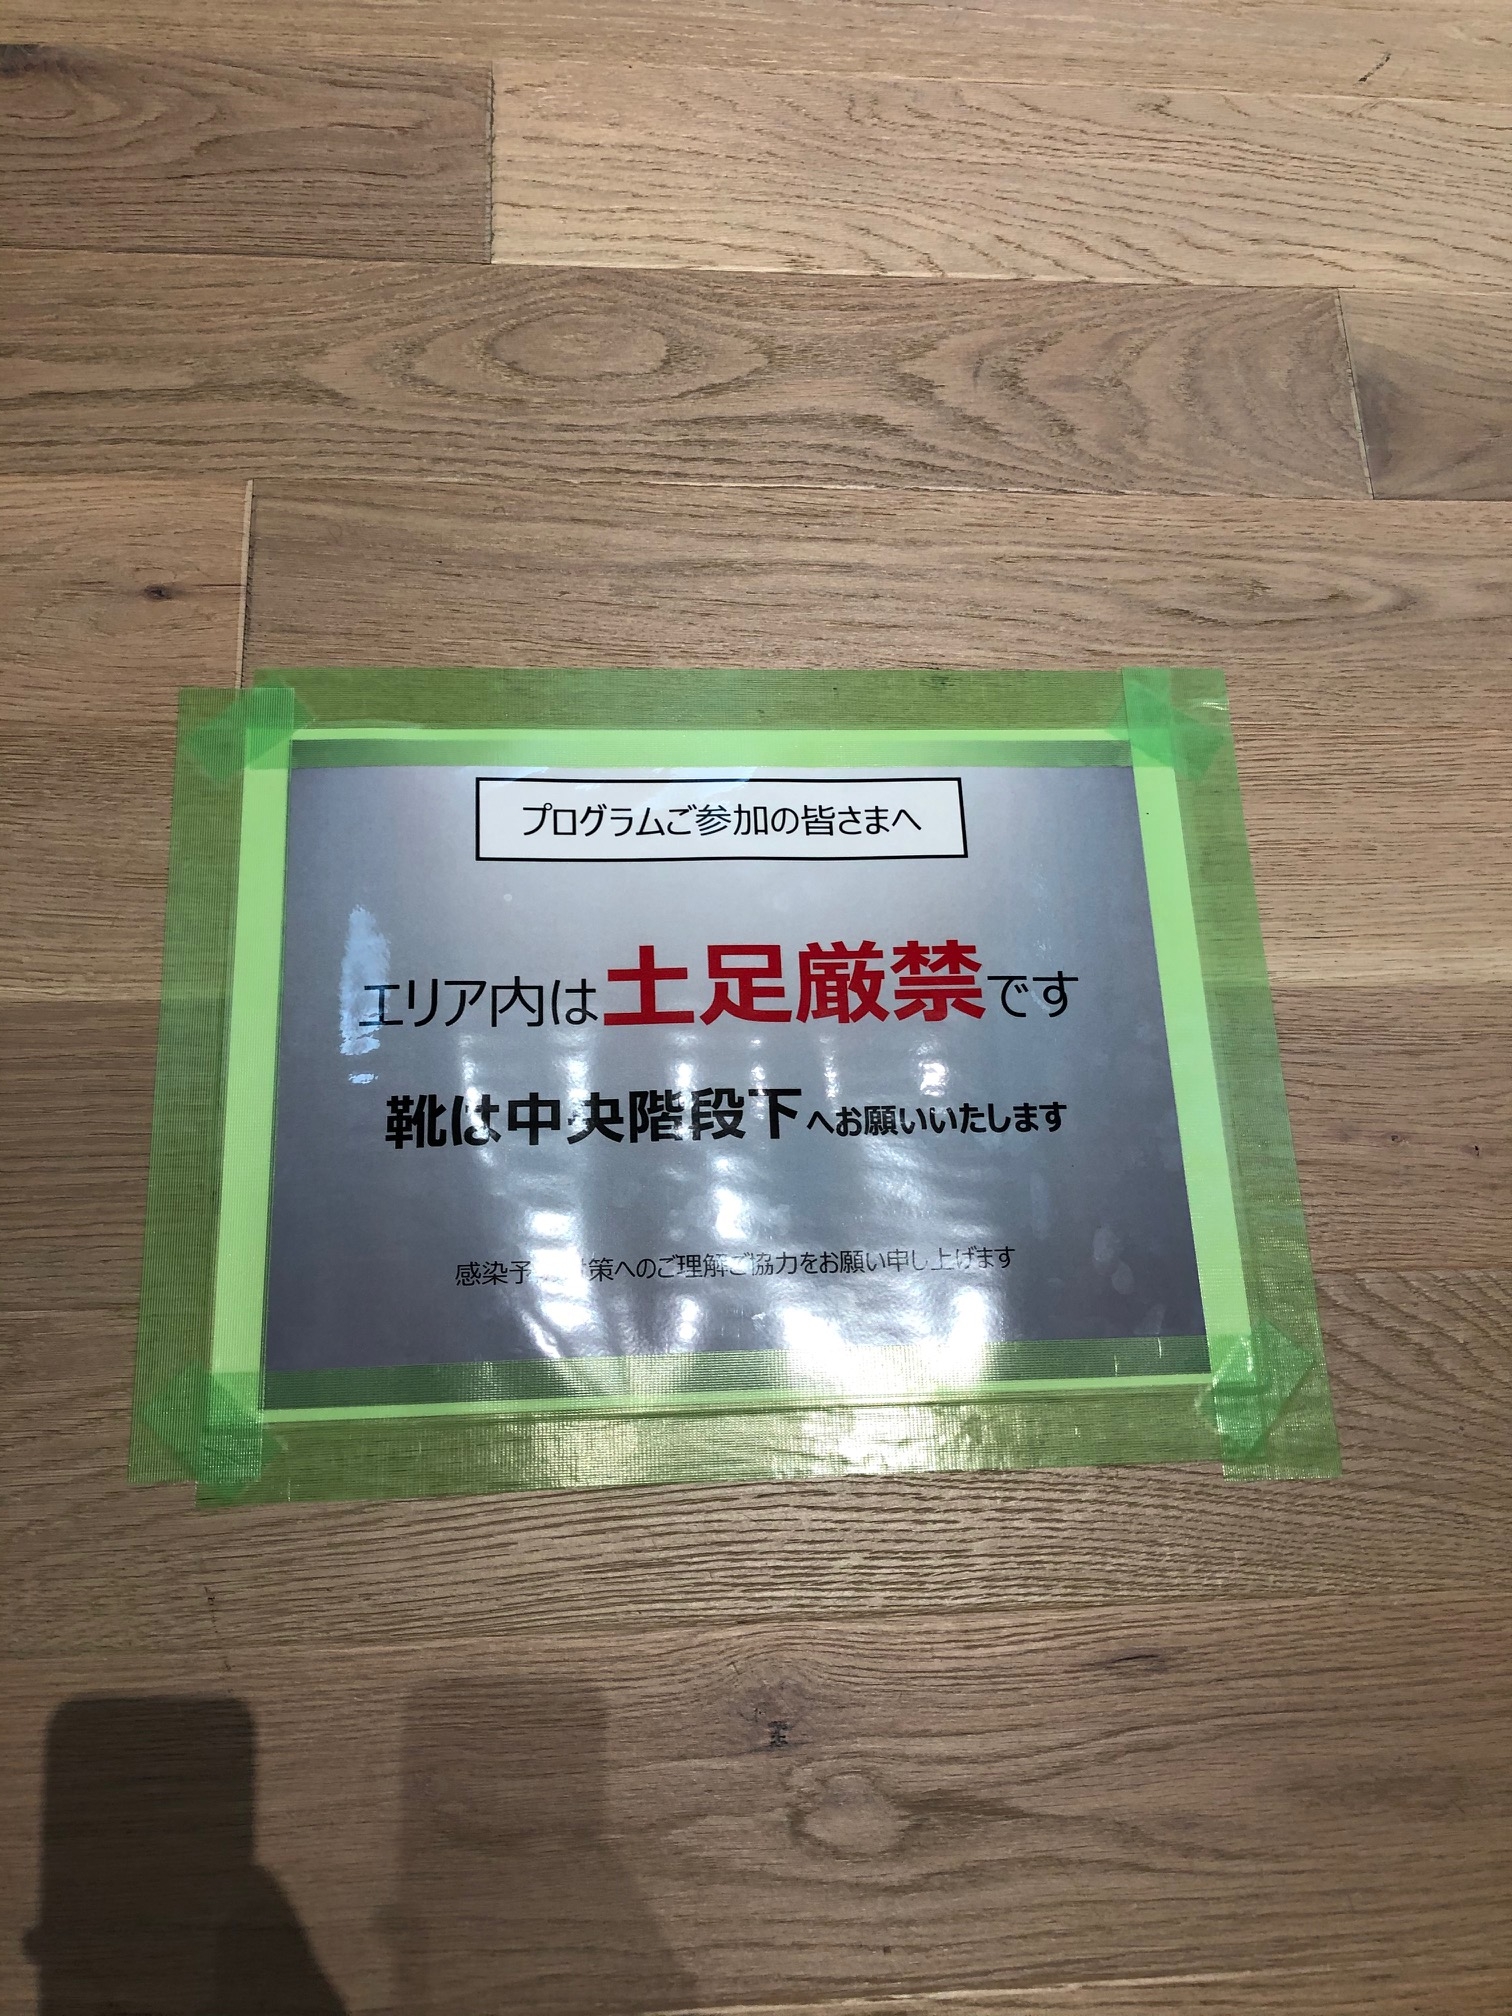 プログラムご参加の皆さまへ
エリア内は土足厳禁です
靴は中央階段下へお願いいたします
感染予 策へのご理解ご協力をお願い申し上げます